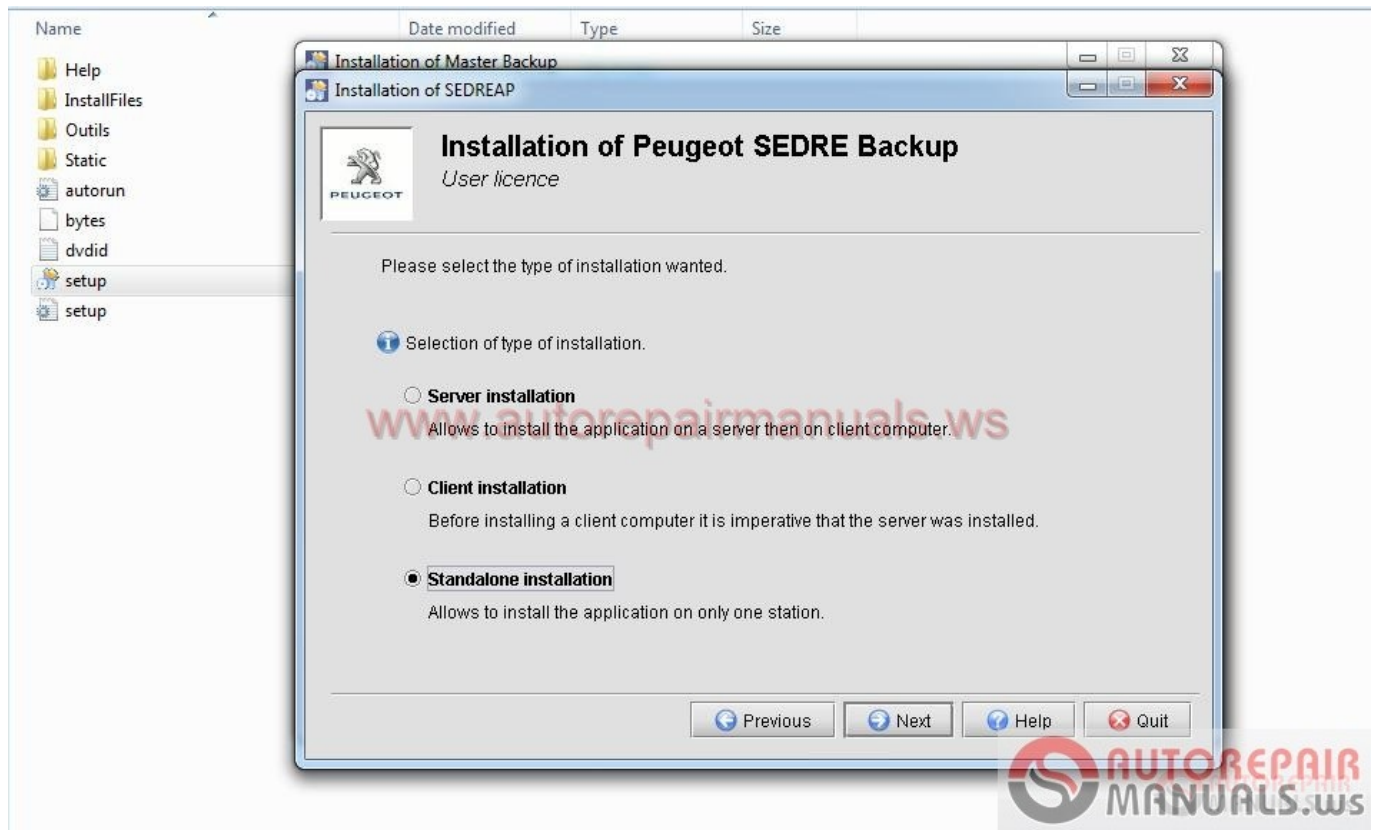 Name Date modified Type Size
Help
InstallFiles
Outils
Static
autorun
bytes
dvdid
setup
setup
Installation of Master Backup
Installation of SEDREAP
PEUGEOT
Installation of Peugeot SEDRE Backup
User licence
Please select the type of installation wanted.
Selection of type of installation.
Server installation
www.autorepairmanuals.ws
Allows to install the application on a server then on client computer.
Client installation
Before installing a client computer it is imperative that the server was installed.
Standalone installation
Allows to install the application on only one station.
Previous Next Help Quit
AUTOREPAIR
MANUALS.ws